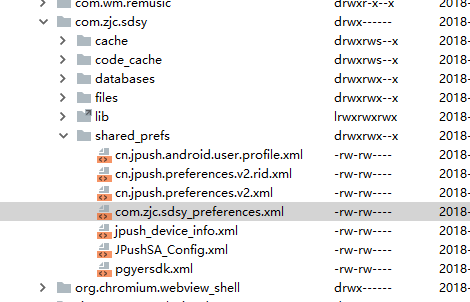 com.wm.remusic drwxr-x--x 2018-
com.zjc.sdsy drwx------ 2018-
cache drwxrws--x 2018-
code_cache drwxrws--x 2018-
databases drwxrwx--x 2018-
files drwxrwx--x 2018-
lib lrwxrwxrwx 2018-
shared_prefs drwxrwx--x 2018-
cn.jpush.android.user.profile.xml -rw-rw---- 2018-
cn.jpush.preferences.v2.rid.xml -rw-rw---- 2018-
cn.jpush.preferences.v2.xml -rw-rw---- 2018-
com.zjc.sdsy_preferences.xml -rw-rw---- 2018-
jpush_device_info.xml -rw-rw---- 2018-
JPushSA_Config.xml -rw-rw---- 2018-
pgyersdk.xml -rw-rw---- 2018-
org.chromium.webview_shell drwx------ 2018-